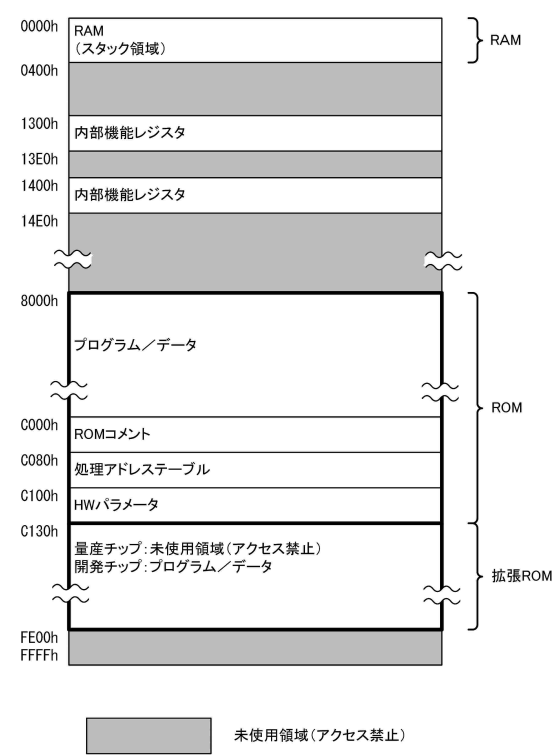 0000h
RAM
(スタック領域)
RAM
0400h
1300h
内部機能レジスタ
13E0h
1400h
内部機能レジスタ
14E0h
8000h
プログラム／データ
ROM
C000h
ROMコメント
C080h
処理アドレステーブル
C100h
HWパラメータ
C130h
量産チップ:未使用領域(アクセス禁止)
開発チップ:プログラム／データ
拡張ROM
FE00h
FFFFh
未使用領域(アクセス禁止)